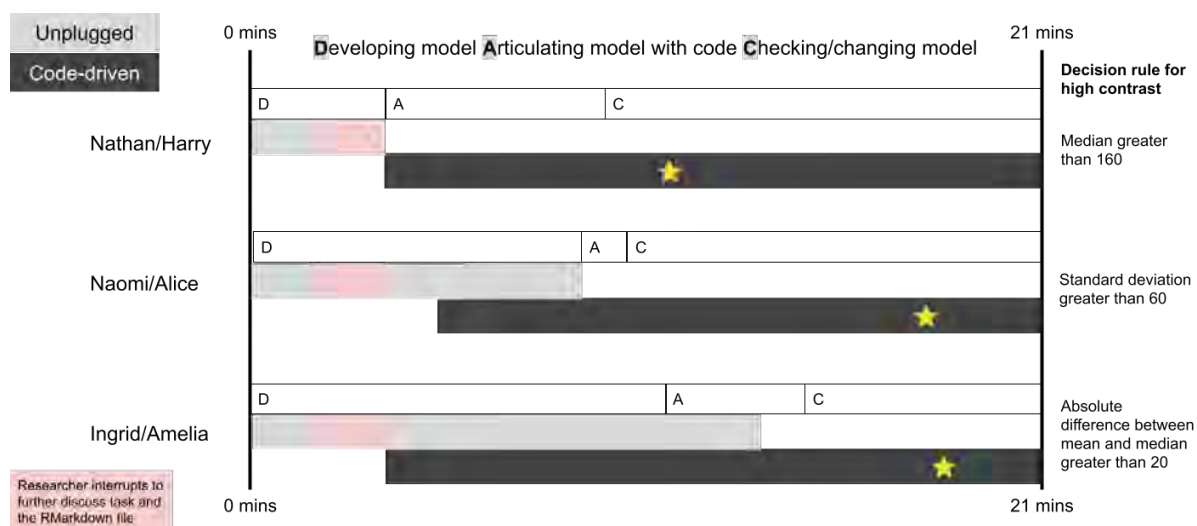 Unplugged
Code-driven
0 mins
21 mins
Developing model Articulating model with code Checking/changing model
Decision rule for
high contrast
D
A
C
Nathan/Harry
Median greater
than 160
D
A
C
Naomi/Alice
Standard deviation
greater than 60
D
A
C
Ingrid/Amelia
Absolute
difference between
mean and median
greater than 20
Researcher interrupts to
further discuss task and
the RMarkdown file
0 mins
21 mins